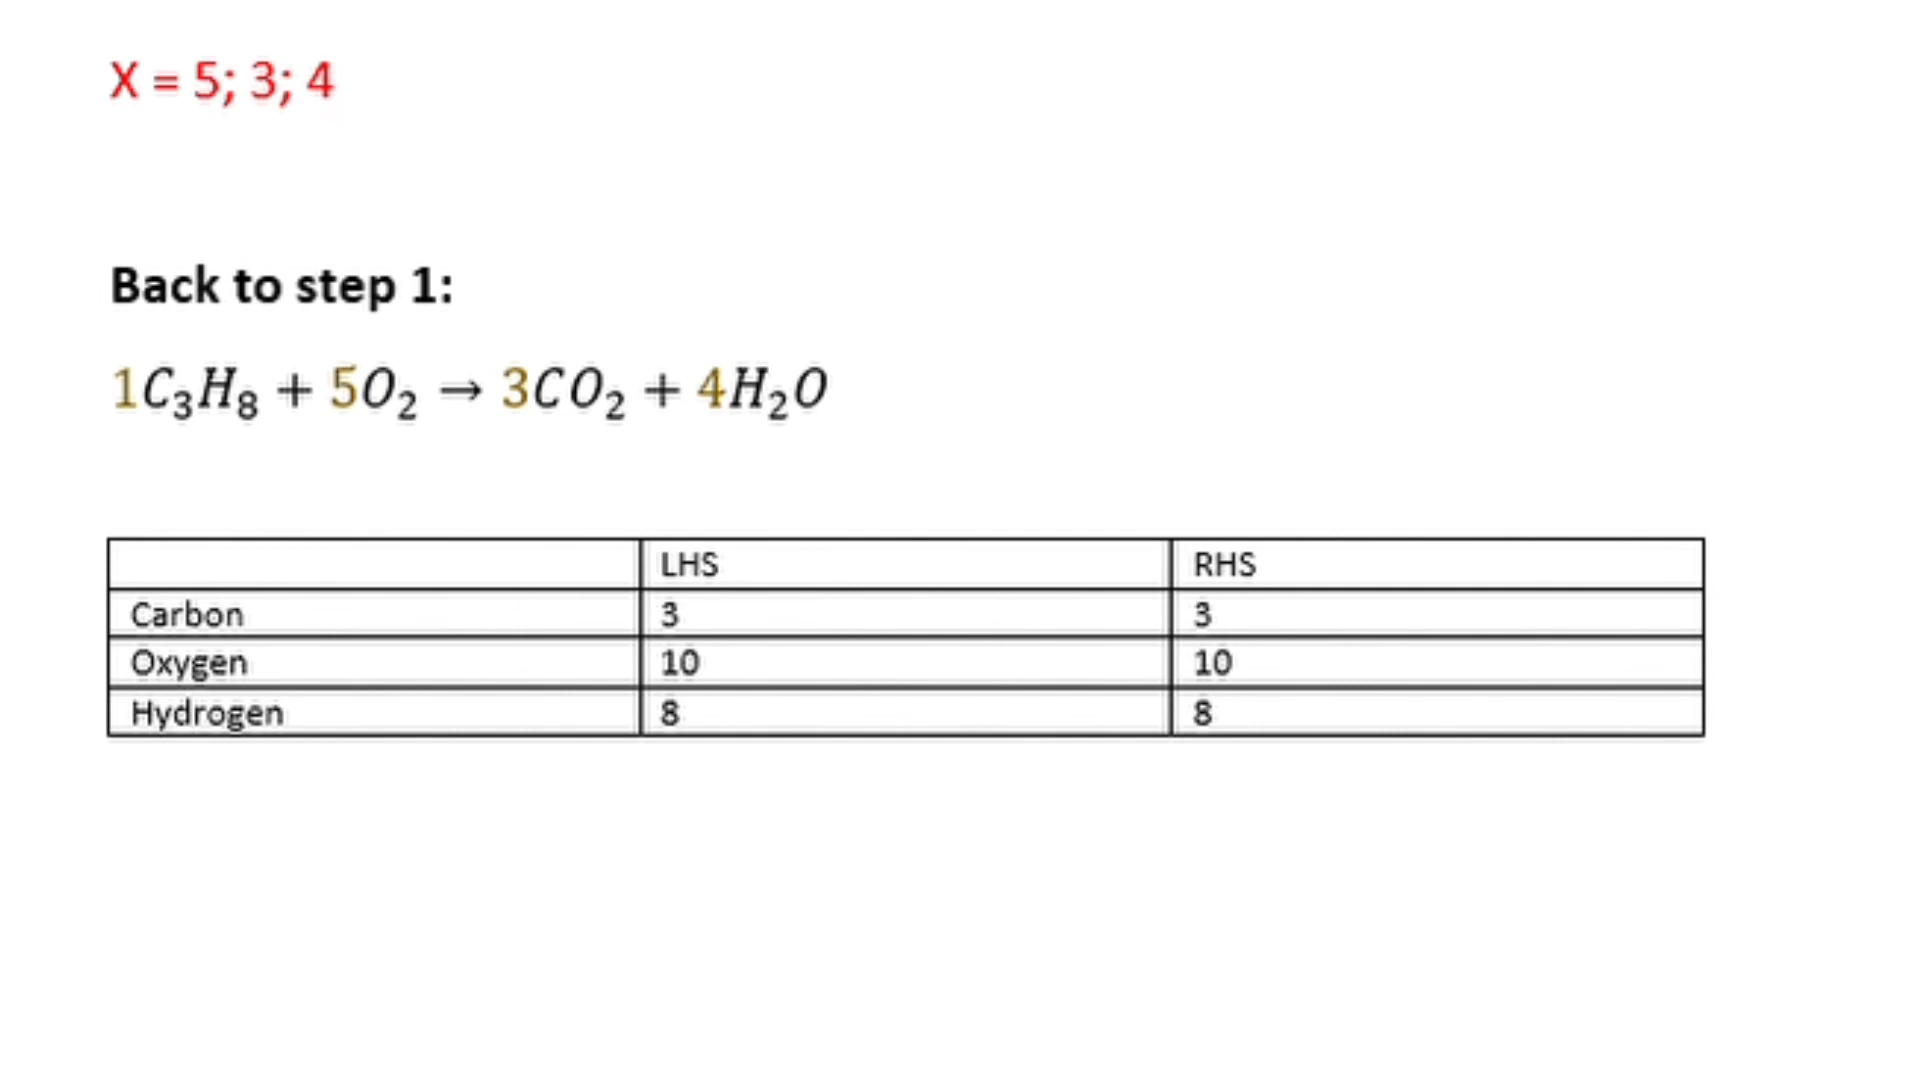 X = 5; 3; 4
Back to step 1:
1C₃H₈ + 5O₂ → 3CO₂ + 4H₂O
LHS RHS
Carbon 3 3
Oxygen 10 10
Hydrogen 8 8